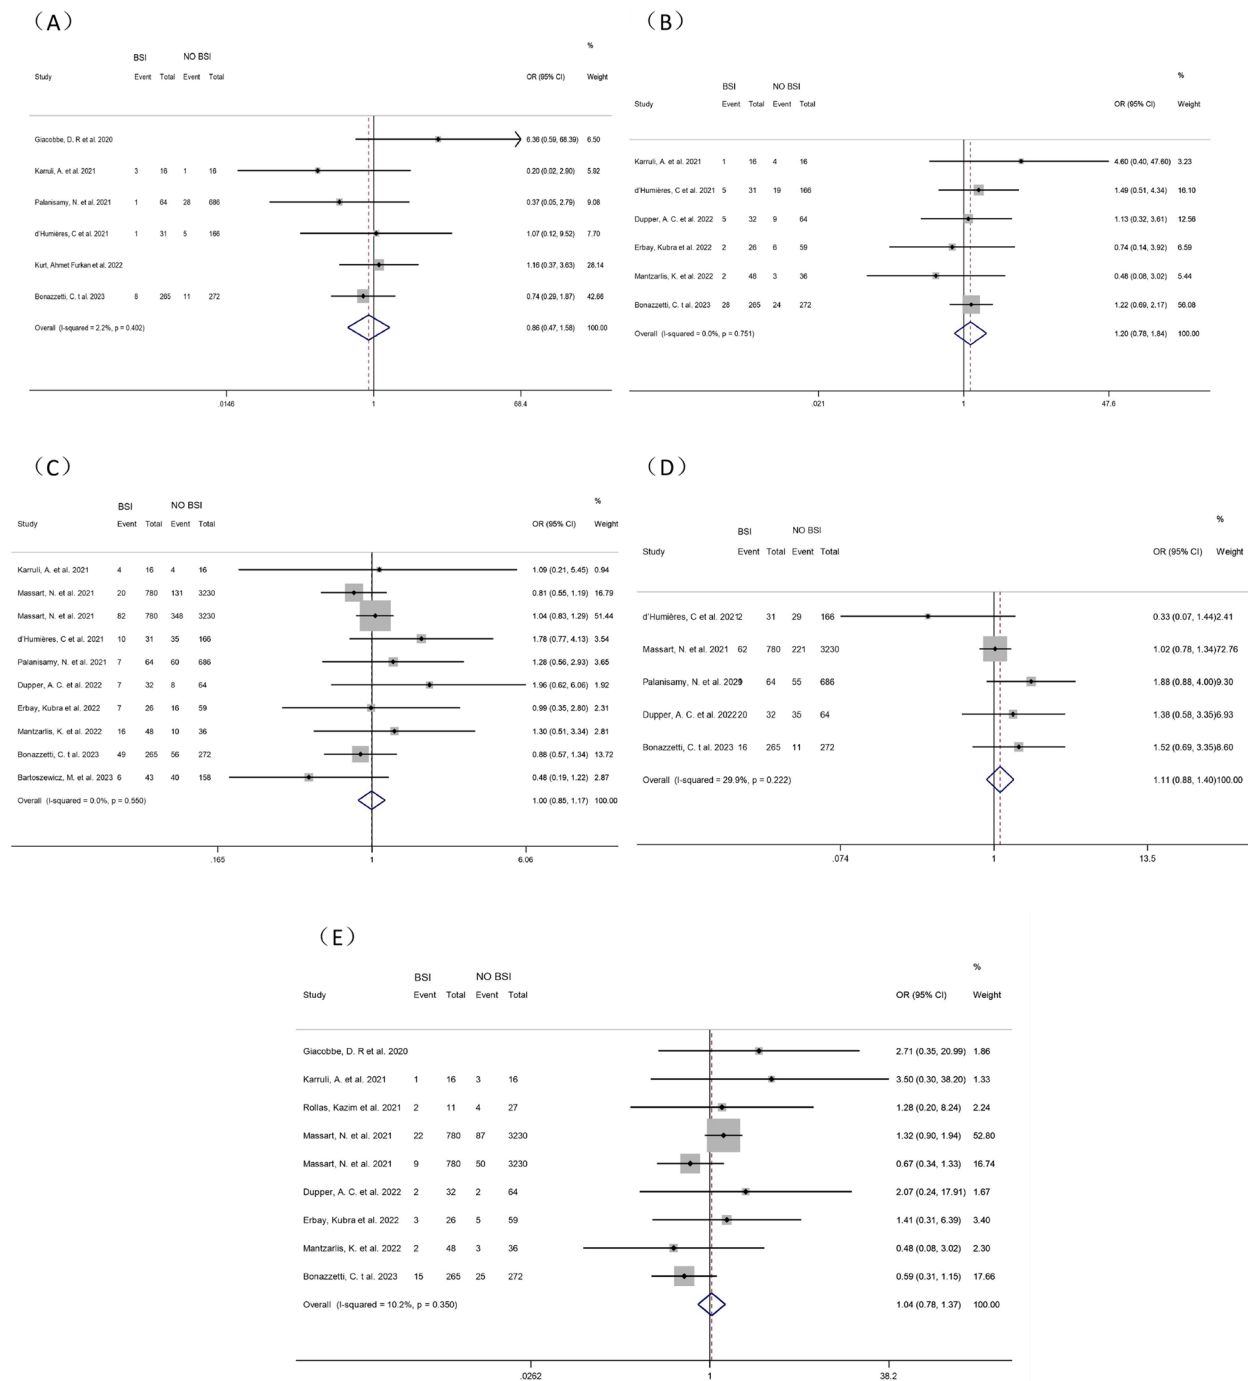 （A）
%
BSI NO BSI
Study Event Total Event Total OR (95% CI) Weight
Giacobbe, D. R et al. 2020 6.36 (0.59, 68.39) 6.50
Karruli, A. et al. 2021 3 16 1 16 0.20 (0.02, 2.90) 5.92
Palanisamy, N. et al. 2021 1 64 28 686 0.37 (0.05, 2.79) 9.08
d'Humières, C et al. 2021 1 31 5 166 1.07 (0.12, 9.52) 7.70
Kurt, Ahmet Furkan et al. 2022 1.16 (0.37, 3.63) 28.14
Bonazzetti, C. t al. 2023 8 265 11 272 0.74 (0.29, 1.87) 42.66
Overall (I-squared = 2.2%, p = 0.402) 0.86 (0.47, 1.58) 100.00
.0146 1 68.4
（B）
%
BSI NO BSI
Study Event Total Event Total OR (95% CI) Weight
Karruli, A. et al. 2021 1 16 4 16 4.60 (0.40, 47.60) 3.23
d'Humières, C et al. 2021 5 31 19 166 1.49 (0.51, 4.34) 16.10
Dupper, A. C. et al. 2022 5 32 9 64 1.13 (0.32, 3.61) 12.56
Erbay, Kubra et al. 2022 2 26 6 59 0.74 (0.14, 3.92) 6.59
Mantzarlis, K. et al. 2022 2 48 3 36 0.48 (0.08, 3.02) 5.44
Bonazzetti, C. t al. 2023 28 265 24 272 1.22 (0.69, 2.17) 56.08
Overall (I-squared = 0.0%, p = 0.751) 1.20 (0.78, 1.84) 100.00
.021 1 47.6
（C）
%
BSI NO BSI
Study Event Total Event Total OR (95% CI) Weight
Karruli, A. et al. 2021 4 16 4 16 1.09 (0.21, 5.45) 0.94
Massart, N. et al. 2021 20 780 131 3230 0.81 (0.55, 1.19) 16.79
Massart, N. et al. 2021 82 780 348 3230 1.04 (0.83, 1.29) 51.44
d'Humières, C et al. 2021 10 31 35 166 1.78 (0.77, 4.13) 3.54
Palanisamy, N. et al. 2021 7 64 60 686 1.28 (0.56, 2.93) 3.65
Dupper, A. C. et al. 2022 7 32 8 64 1.96 (0.62, 6.06) 1.92
Erbay, Kubra et al. 2022 7 26 16 59 0.99 (0.35, 2.80) 2.31
Mantzarlis, K. et al. 2022 16 48 10 36 1.30 (0.51, 3.34) 2.81
Bonazzetti, C. t al. 2023 49 265 56 272 0.88 (0.57, 1.34) 13.72
Bartoszewicz, M. et al. 2023 6 43 40 158 0.48 (0.19, 1.22) 2.87
Overall (I-squared = 0.0%, p = 0.550) 1.00 (0.85, 1.17) 100.00
.165 1 6.06
（D）
%
BSI NO BSI
Study Event Total Event Total OR (95% CI) Weight
d'Humières, C et al. 2021 2 31 29 166 0.33 (0.07, 1.44) 2.41
Massart, N. et al. 2021 62 780 221 3230 1.02 (0.78, 1.34) 72.76
Palanisamy, N. et al. 64 55 686 1.88 (0.88, 4.00) 9.30
Dupper, A. C. et al. 2022 20 32 35 64 1.38 (0.58, 3.35) 6.93
Bonazzetti, C. t al. 2023 16 265 11 272 1.52 (0.69, 3.35) 8.60
Overall (I-squared = 29.9%, p = 0.222) 1.11 (0.88, 1.40) 100.00
.074 1 13.5
（E）
%
BSI NO BSI
Study Event Total Event Total OR (95% CI) Weight
Giacobbe, D. R et al. 2020 2.71 (0.35, 20.99) 1.86
Karruli, A. et al. 2021 1 16 3 16 3.50 (0.30, 38.20) 1.33
Rollas, Kazim et al. 2021 2 11 4 27 1.28 (0.20, 8.24) 2.24
Massart, N. et al. 2021 22 780 87 3230 1.32 (0.90, 1.94) 52.80
Massart, N. et al. 2021 9 780 50 3230 0.67 (0.34, 1.33) 16.74
Dupper, A. C. et al. 2022 2 32 2 64 2.07 (0.24, 17.91) 1.67
Erbay, Kubra et al. 2022 3 26 5 59 1.41 (0.31, 6.39) 3.40
Mantzarlis, K. et al. 2022 2 48 3 36 0.48 (0.08, 3.02) 2.30
Bonazzetti, C. t al. 2023 15 265 25 272 0.59 (0.31, 1.15) 17.66
Overall (I-squared = 10.2%, p = 0.350) 1.04 (0.78, 1.37) 100.00
.0262 1 38.2